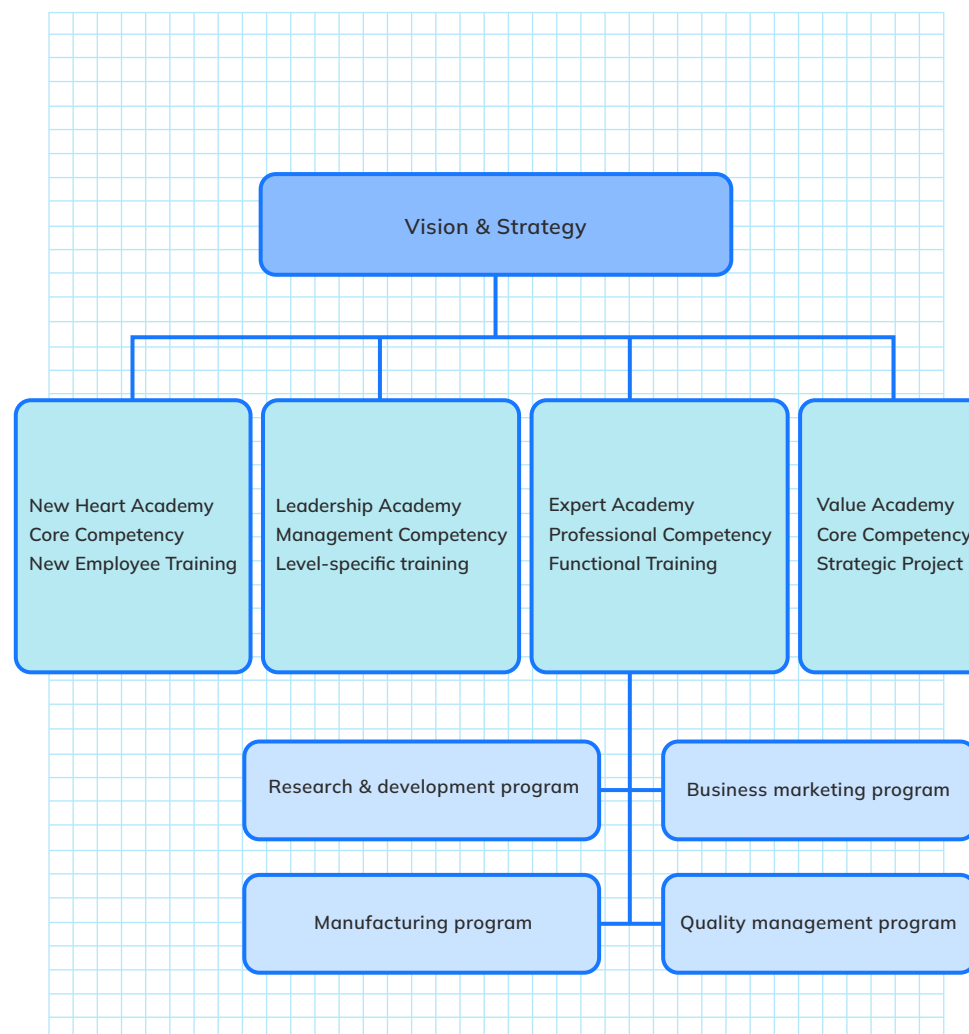 Vision & Strategy
New Heart Academy
Core Competency
New Employee Training
Leadership Academy
Management Competency
Level-specific training
Expert Academy
Professional Competency
Functional Training
Value Academy
Core Competency
Strategic Project
Research & development program
Business marketing program
Manufacturing program
Quality management program